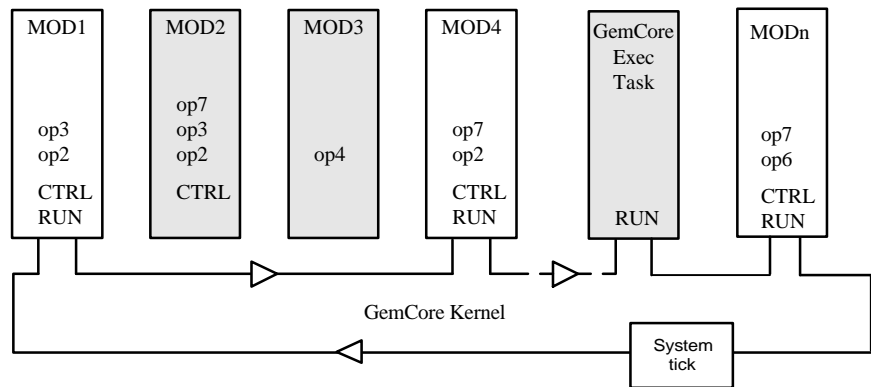 MOD1
op3
op2
CTRL
RUN
MOD2
op7
op3
op2
CTRL
MOD3
op4
MOD4
op7
op2
CTRL
RUN
GemCore
Exec
Task
RUN
MODn
op7
op6
CTRL
RUN
GemCore Kernel
System
tick